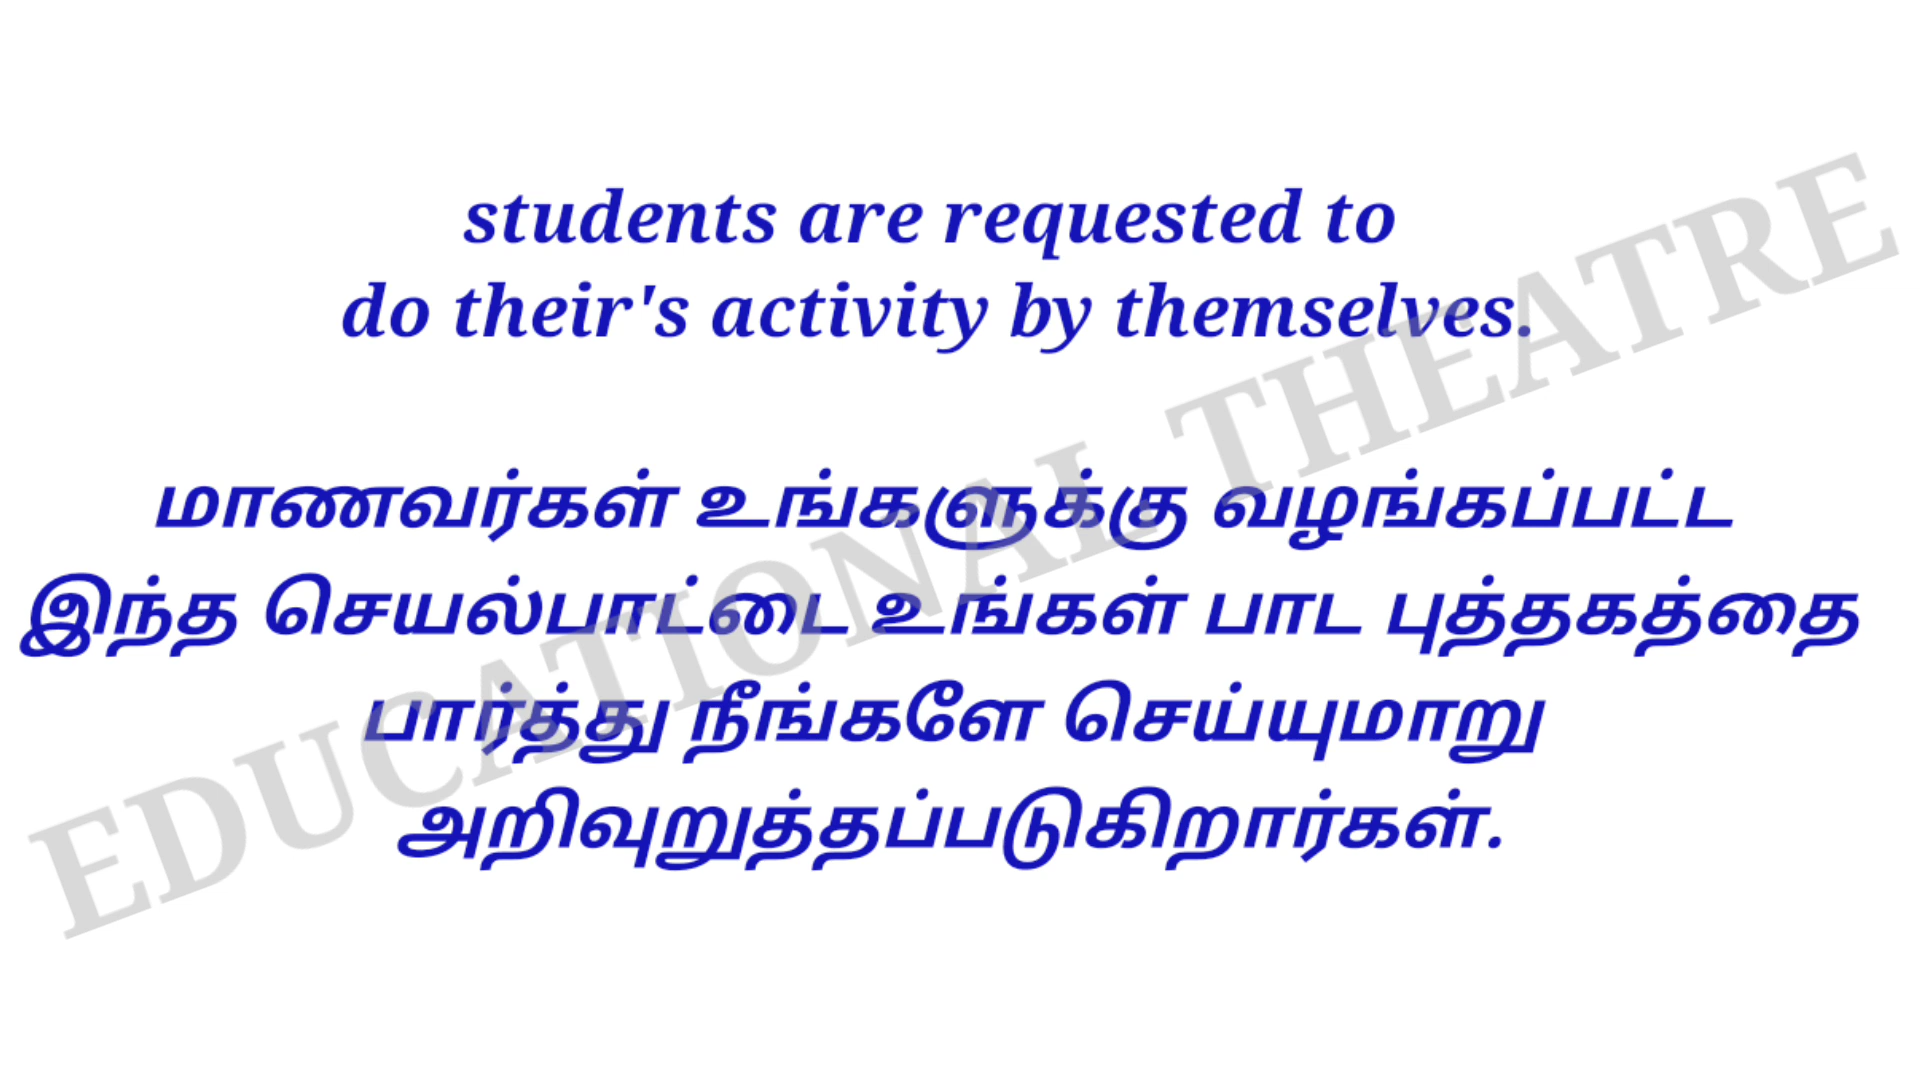 students are requested to
do their's activity by themselves.
மாணவர்கள் உங்களுக்கு வழங்கப்பட்ட
இந்த செயல்பாட்டை உங்கள் பாட புத்தகத்தை
பார்த்து நீங்களே செய்யுமாறு
அறிவுறுத்தப்படுகிறார்கள்.
EDUCATIONAL THEATRE